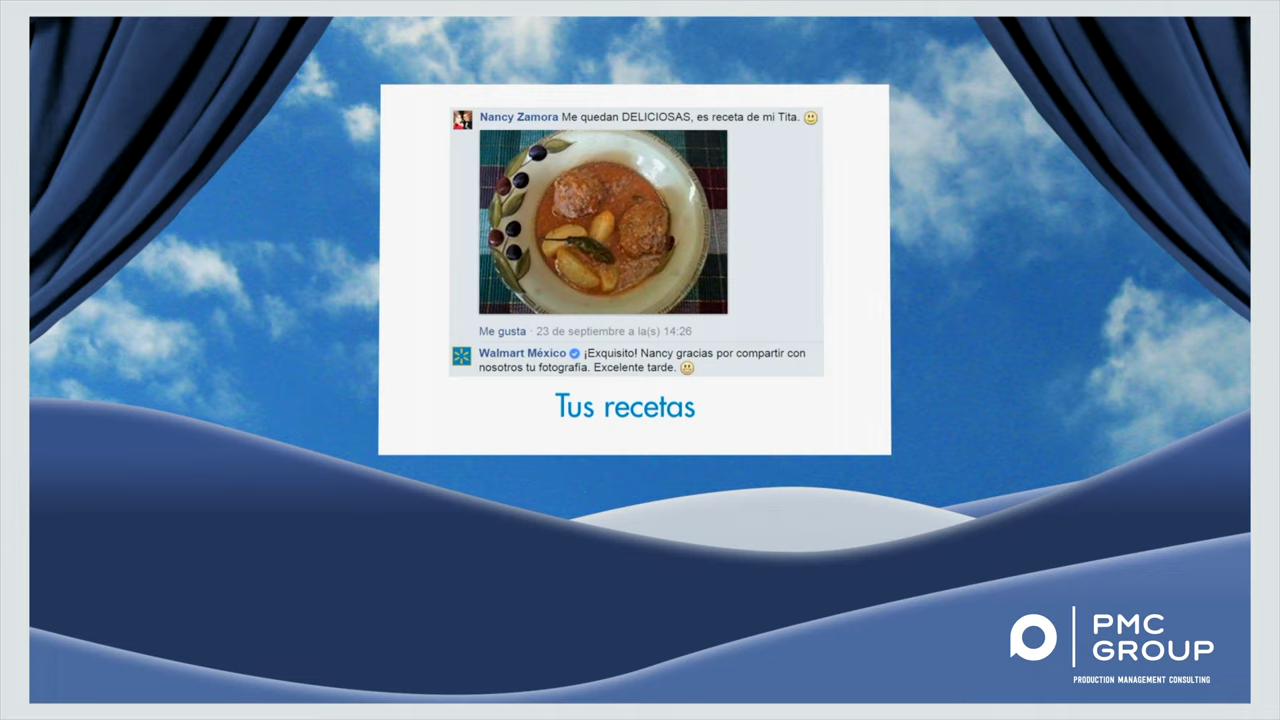 Nancy Zamora Me quedan DELICIOSAS, es receta de mi Tita.
Me gusta · 23 de septiembre a la(s) 14:26
Walmart México ¡Exquisito! Nancy gracias por compartir con
nosotros tu fotografía. Excelente tarde.
Tus recetas
PMC
GROUP
PRODUCTION MANAGEMENT CONSULTING